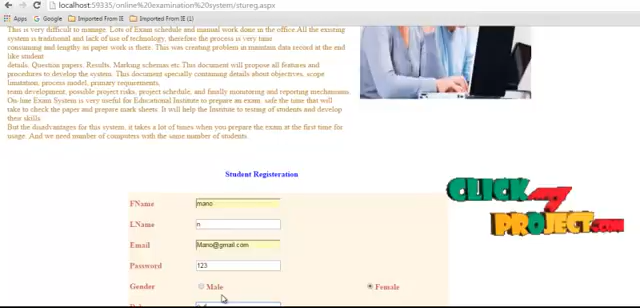 localhost:59335/online%20examination%20system/stureg.aspx
Apps
Google
Imported From IE
Imported From IE
This is very difficult to manage. Lots of Exam schedule and manual work done in the office.All the existing
system is traditional and lack of use of technology, therefore the process is very time
consuming and lengthy in paper work is there. This was creating problem in maintain data record at the end
like student
details. Question papers. Results. Marking schemas etc.This document will propose all features and
procedures to develop the system. This document specially containing details about objectives, scope
limitation, process model, primary requirements,
team development, possible project risks, project schedule, and finally monitoring and reporting mechanisms.
On-line Exam System is very useful for Educational Institute to prepare an exam, safe the time that will
take to check the paper and prepare mark sheets. It will help the Institute to testing of students and develop
their skills.
But the disadvantages for this system, it takes a lot of times when you prepare the exam at the first time for
usage. And we need number of computers with the same number of students
CLICK
PROJECT.COM
Student Registeration
FName mano
LName n
Email Mano@gmail.com
Password 123
Gender Male Female